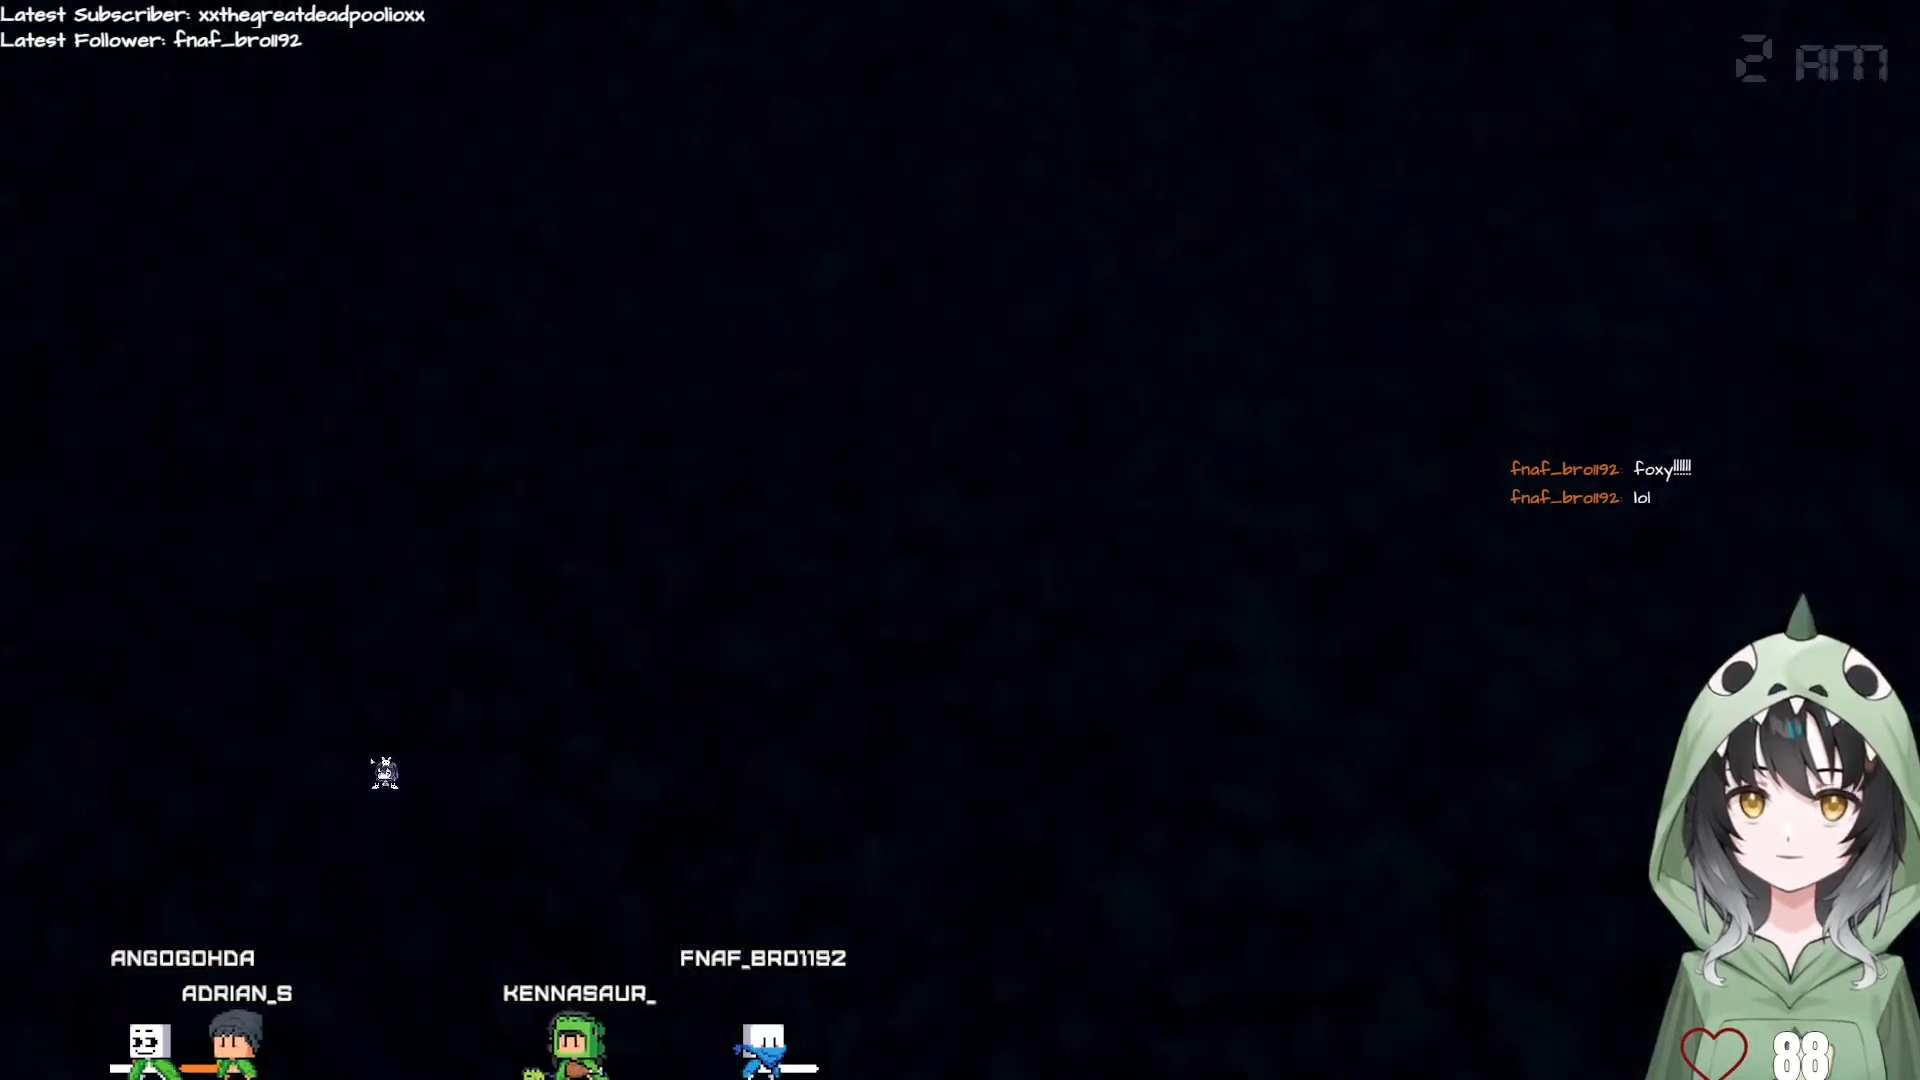 Latest Subscriber: xxthegreatdeadpoolioxx
Latest Follower: fnaf_bro1192
2 AM
fnaf_bro1192: foxy!!!!!!
fnaf_bro1192: lol
ANGOGOHDA
FNAF_BRO1192
ADRIAN_S
KENNASAUR_
88